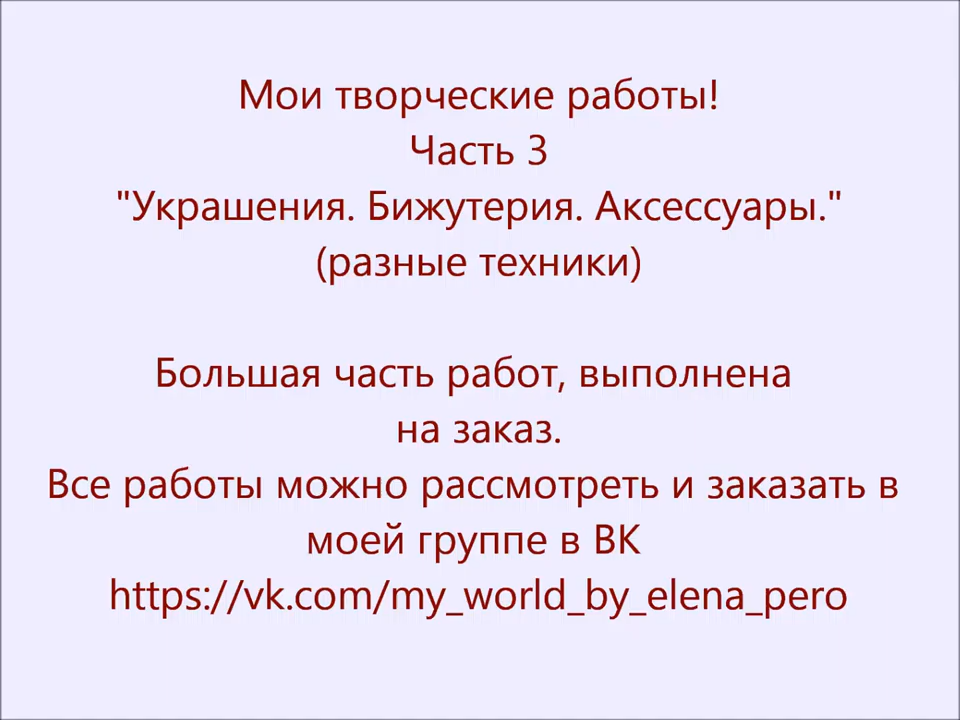 Мои творческие работы!
Часть 3
"Украшения. Бижутерия. Аксессуары."
(разные техники)
Большая часть работ, выполнена
на заказ.
Все работы можно рассмотреть и заказать в
моей группе в ВК
https://vk.com/my_world_by_elena_pero